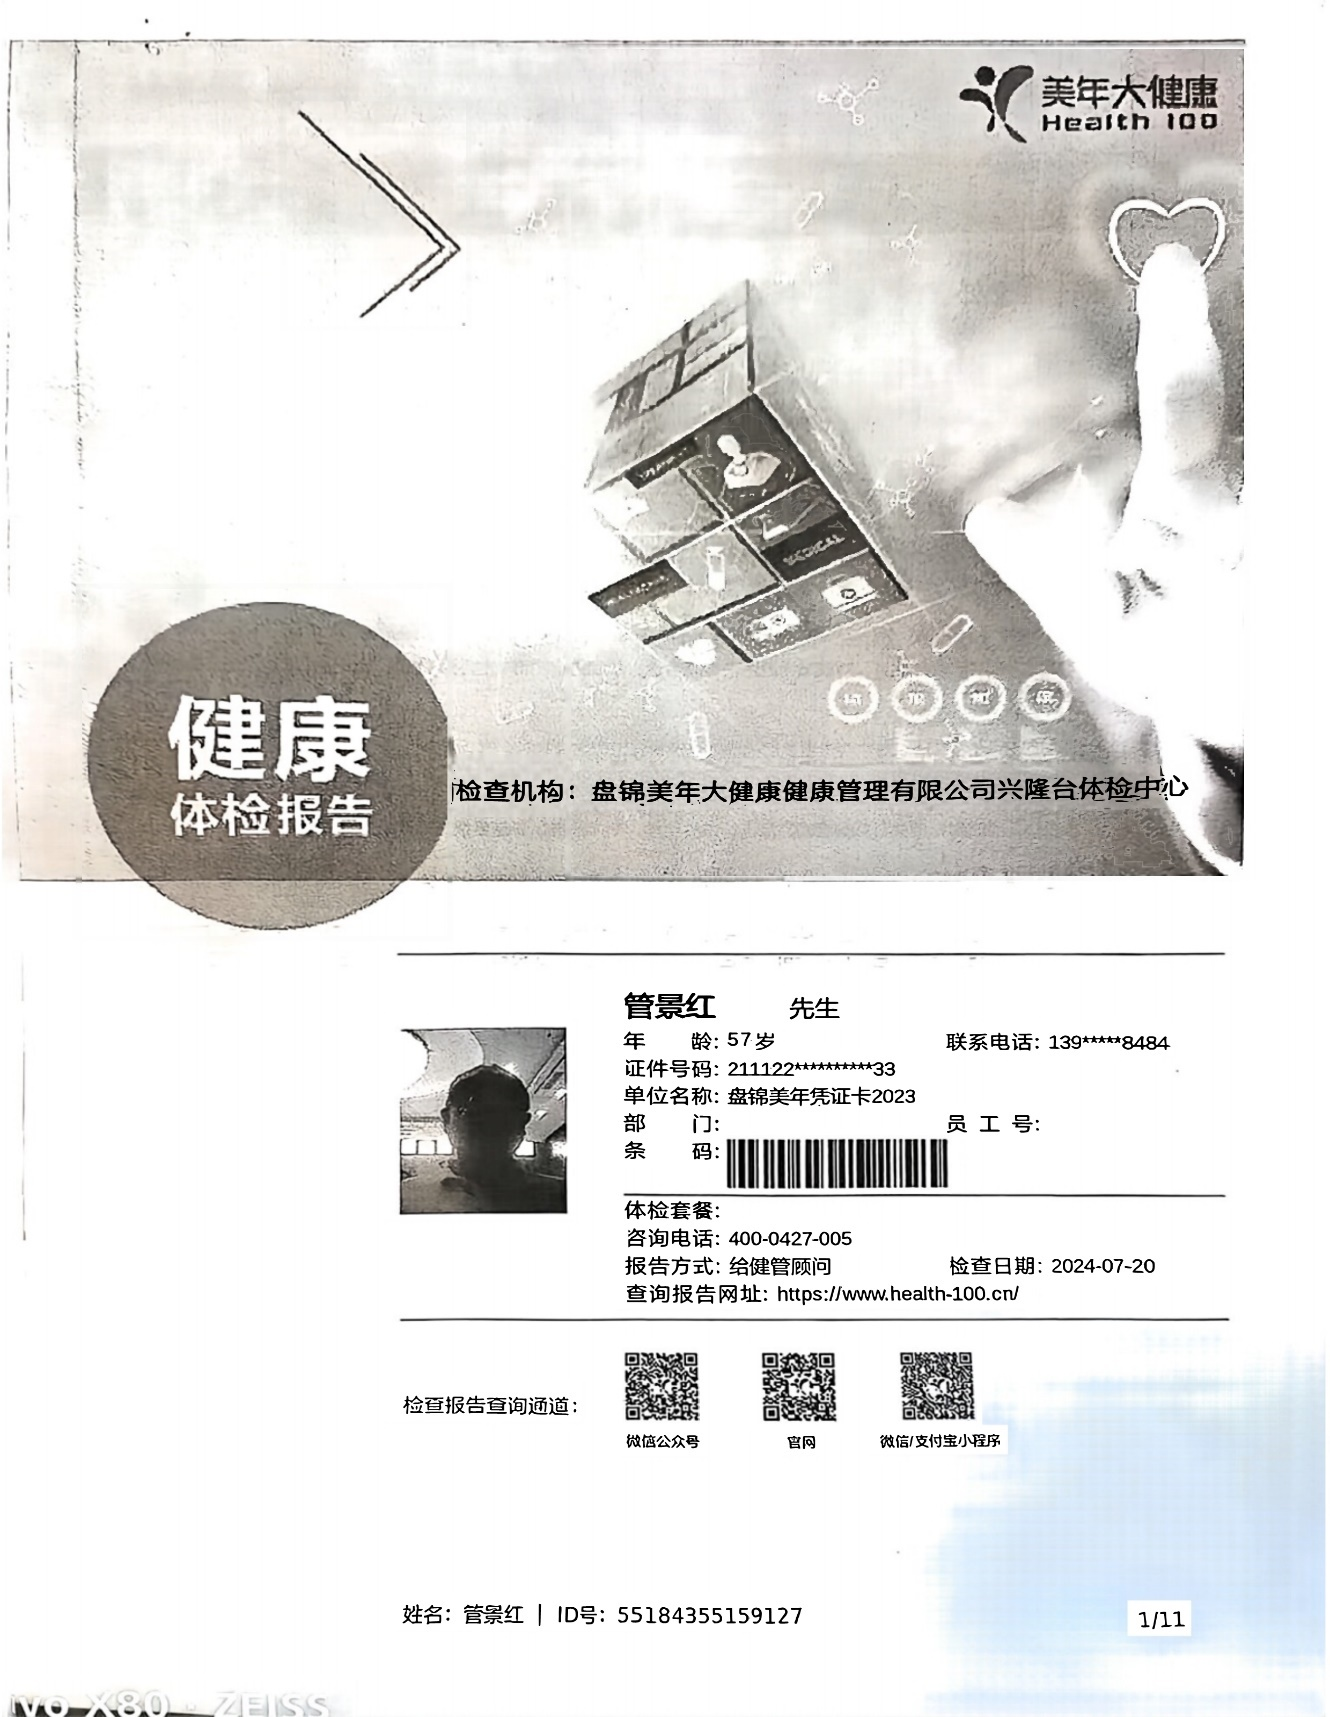 美年大健康
Health 100
MEDICAL
健康
体检报告
检查机构：盘锦美年大健康健康管理有限公司兴隆台体检中心
管景红 先生
年 龄：57岁 联系电话：139*****8484
证件号码：211122**********33
单位名称：盘锦美年凭证卡2023
部 门： 员 工 号：
条 码：
体检套餐：
咨询电话：400-0427-005
报告方式：给健管顾问 检查日期：2024-07-20
查询报告网址：https://www.health-100.cn/
检查报告查询通道：
微信公众号 官网 微信/支付宝小程序
姓名：管景红 | ID号：55184355159127
1/11
vivo X80 · ZEISS